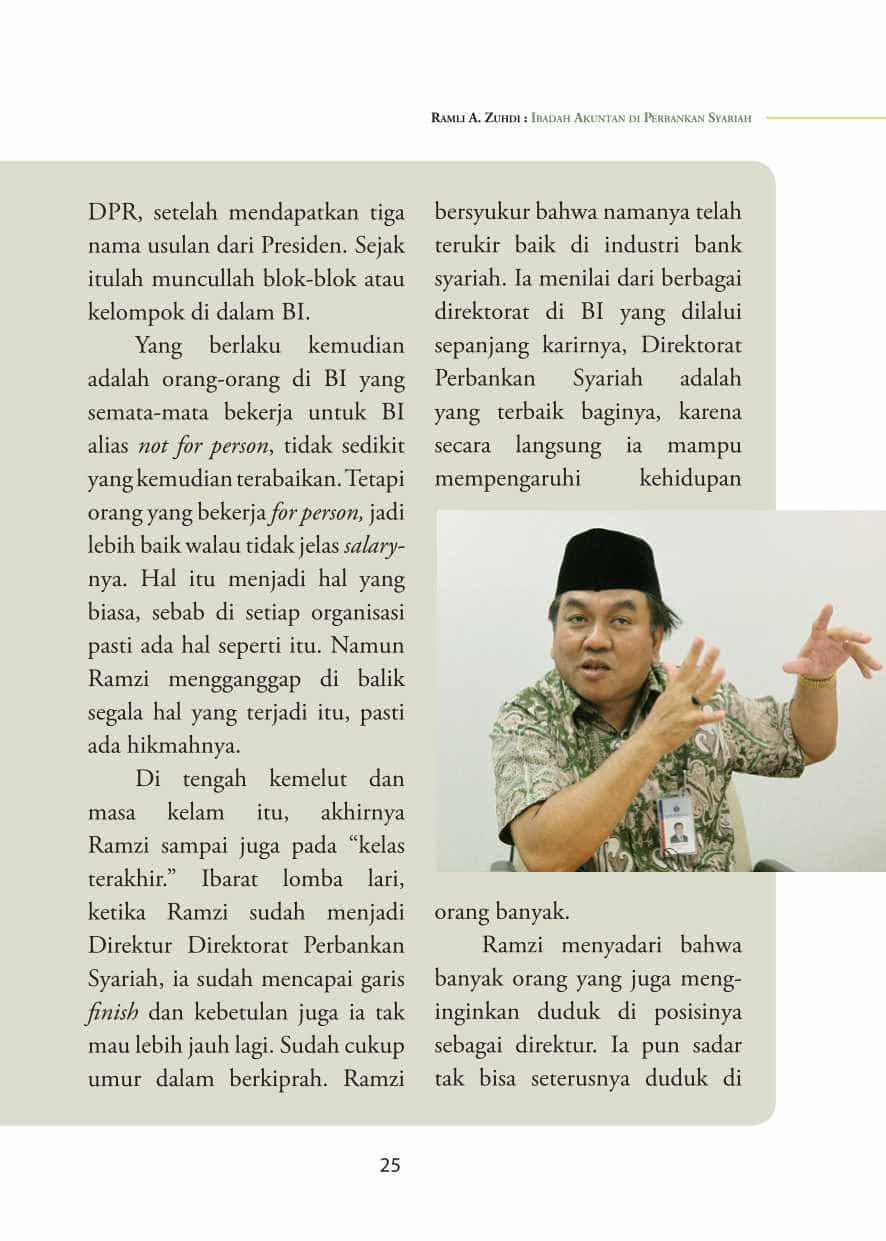 Ramli A. Zuhdi : Ibadah Akuntan di Perbankan Syariah
DPR, setelah mendapatkan tiga
nama usulan dari Presiden. Sejak
itulah muncullah blok-blok atau
kelompok di dalam BI.
Yang berlaku kemudian
adalah orang-orang di BI yang
semata-mata bekerja untuk BI
alias not for person, tidak sedikit
yang kemudian terabaikan. Tetapi
orang yang bekerja for person, jadi
lebih baik walau tidak jelas salary-
nya. Hal itu menjadi hal yang
biasa, sebab di setiap organisasi
pasti ada hal seperti itu. Namun
Ramzi mengganggap di balik
segala hal yang terjadi itu, pasti
ada hikmahnya.
Di tengah kemelut dan
masa kelam itu, akhirnya
Ramzi sampai juga pada “kelas
terakhir.” Ibarat lomba lari,
ketika Ramzi sudah menjadi
Direktur Direktorat Perbankan
Syariah, ia sudah mencapai garis
finish dan kebetulan juga ia tak
mau lebih jauh lagi. Sudah cukup
umur dalam berkiprah. Ramzi
bersyukur bahwa namanya telah
terukir baik di industri bank
syariah. Ia menilai dari berbagai
direktorat di BI yang dilalui
sepanjang karirnya, Direktorat
Perbankan Syariah adalah
yang terbaik baginya, karena
secara langsung ia mampu
mempengaruhi kehidupan
orang banyak.
Ramzi menyadari bahwa
banyak orang yang juga meng-
inginkan duduk di posisinya
sebagai direktur. Ia pun sadar
tak bisa seterusnya duduk di
25